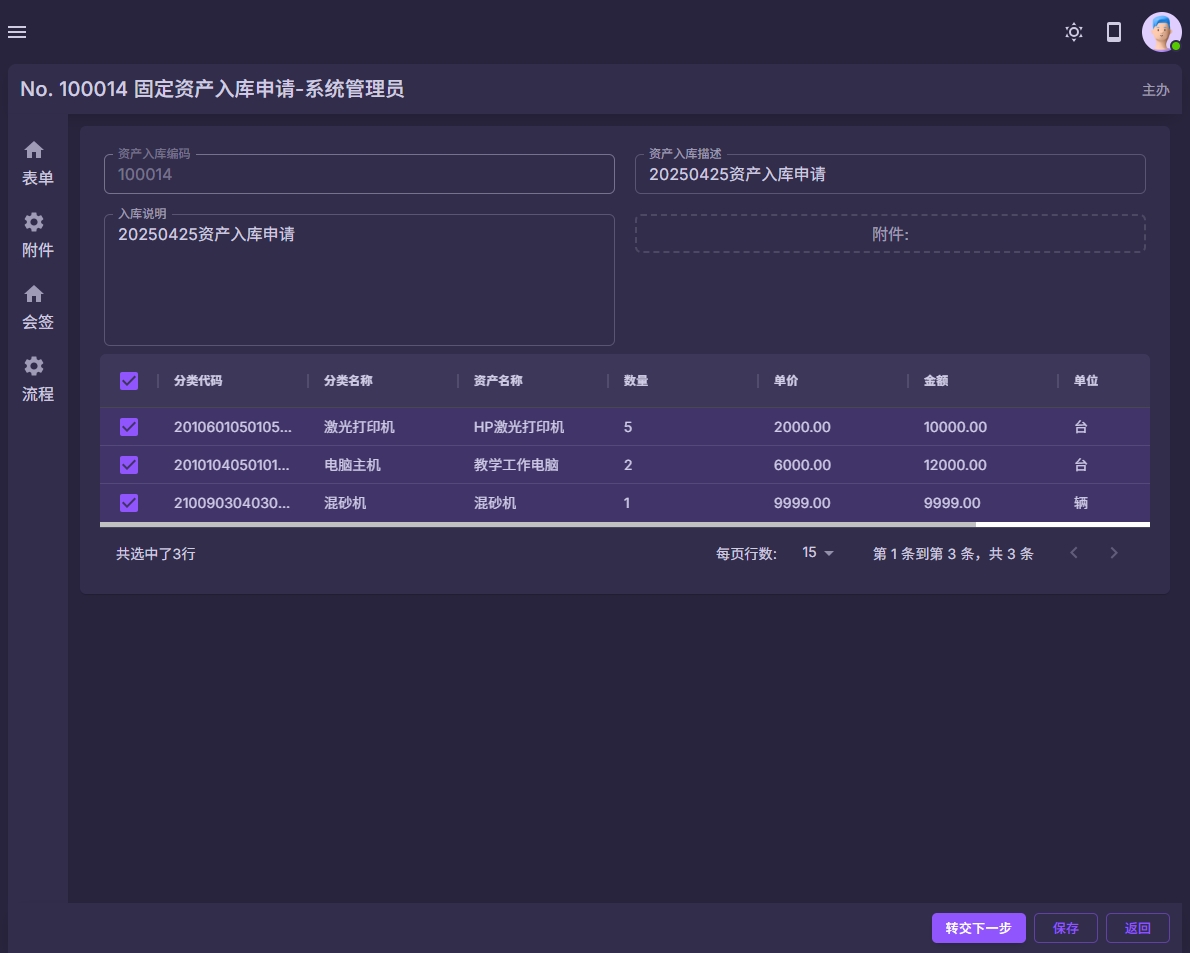 No. 100014 固定资产入库申请-系统管理员
主办
表单
附件
会签
流程
资产入库编码
100014
资产入库描述
20250425资产入库申请
入库说明
20250425资产入库申请
附件:
分类代码 分类名称 资产名称 数量 单价 金额 单位
2010601050105... 激光打印机 HP激光打印机 5 2000.00 10000.00 台
2010104050101... 电脑主机 教学工作电脑 2 6000.00 12000.00 台
210090304030... 混砂机 混砂机 1 9999.00 9999.00 辆
共选中了3行 每页行数: 15 第 1 条到第 3 条，共 3 条
转交下一步 保存 返回